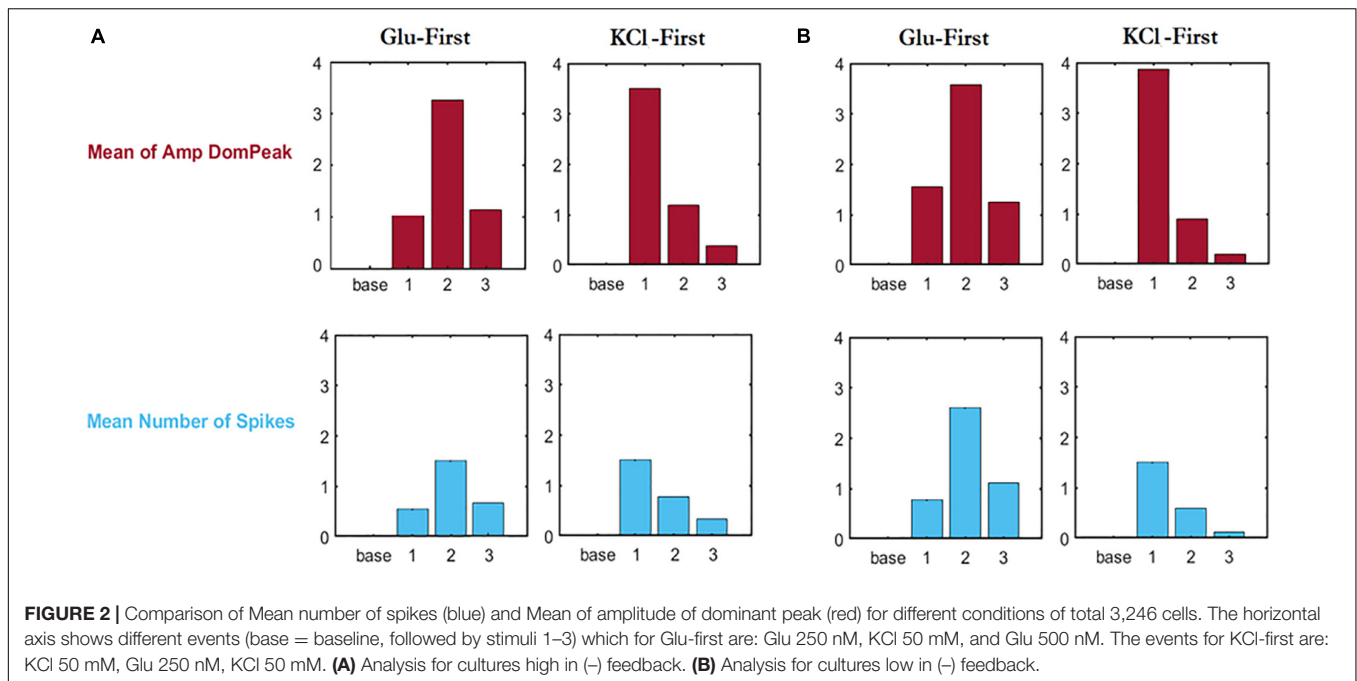 A
Glu-First
KCl-First
B
Glu-First
KCl-First
Mean of Amp DomPeak
4
3
2
1
0
base 1 2 3
4
3
2
1
0
base 1 2 3
4
3
2
1
0
base 1 2 3
4
3
2
1
0
base 1 2 3
Mean Number of Spikes
4
3
2
1
0
base 1 2 3
4
3
2
1
0
base 1 2 3
4
3
2
1
0
base 1 2 3
4
3
2
1
0
base 1 2 3
FIGURE 2 | Comparison of Mean number of spikes (blue) and Mean of amplitude of dominant peak (red) for different conditions of total 3,246 cells. The horizontal
axis shows different events (base = baseline, followed by stimuli 1–3) which for Glu-first are: Glu 250 nM, KCl 50 mM, and Glu 500 nM. The events for KCl-first are:
KCl 50 mM, Glu 250 nM, KCl 50 mM. (A) Analysis for cultures high in (–) feedback. (B) Analysis for cultures low in (–) feedback.